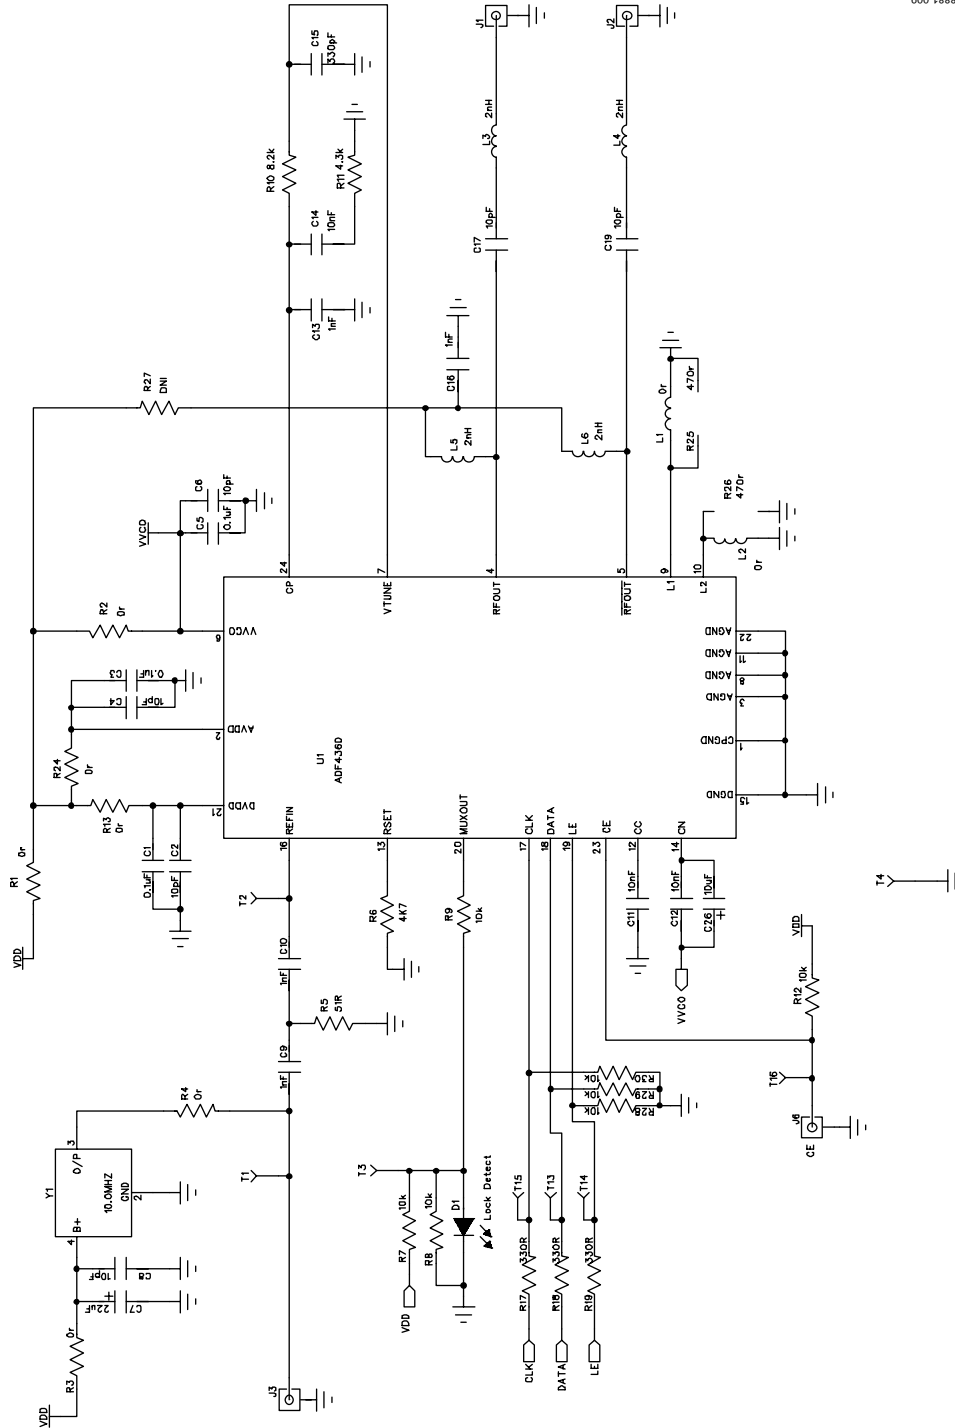 J1
J2
C15
330pF
L3
2nH
L4
2nH
R10 8.2k
R11 4.3k
C14
10nF
C17
10pF
C19
10pF
C13
1nF
R27
DNI
C16
1nF
L5
2nH
L6
2nH
L1
0r
R25
470r
R26
470r
L2
0r
VVCO
C6
10pF
C5
0.1uF
R2
0r
C3
0.1uF
C4
10pF
R24
0r
R13
0r
C1
0.1uF
C2
10pF
R1
0r
VDD
24
CP
7
VTUNE
4
RFOUT
5
RFOUT
9
L1
10
L2
6
VVCO
2
AVDD
21
DVDD
U1
ADF4360
AGND
22
AGND
11
AGND
8
AGND
3
CPGND
1
DGND
15
16
REFIN
13
RSET
20
MUXOUT
17
CLK
18
DATA
19
LE
23
CE
12
CC
14
CN
T2
C10
1nF
R5
51R
C9
1nF
R6
4K7
R9
10k
C11
10nF
C12
10nF
C26
10uF
+
VVCO
T4
VDD
R12 10k
T16
J6
CE
R30
10k
R29
10k
R28
10k
R4
0r
T1
Y1
10.0MHZ
O/P
3
GND
2
B+
4
C8
10pF
C7
22uF
+
R3
0r
VDD
J3
T3
R7
10k
R8
10k
D1
Lock Detect
VDD
T15
T13
T14
R17
330R
R18
330R
R19
330R
CLK
DATA
LE